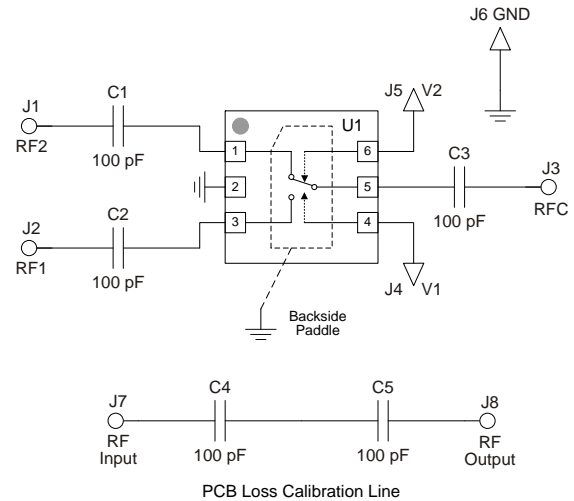 J6 GND
J1
RF2
C1
100 pF
J2
RF1
C2
100 pF
U1
1
2
3
6
5
4
J5
V2
C3
100 pF
J3
RFC
J4
V1
Backside
Paddle
J7
RF
Input
C4
100 pF
C5
100 pF
J8
RF
Output
PCB Loss Calibration Line